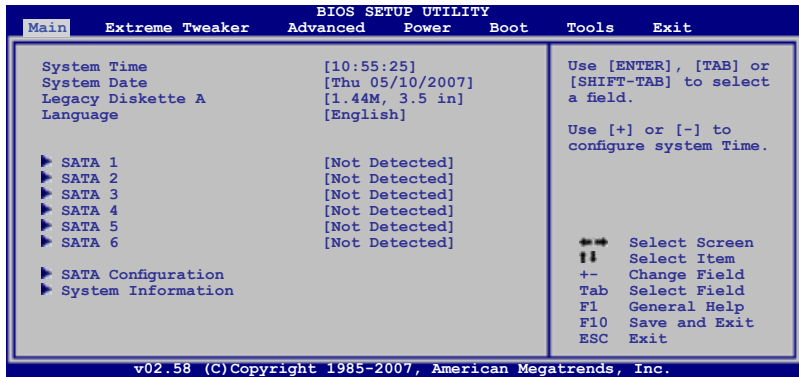 BIOS SETUP UTILITY
Main Extreme Tweaker Advanced Power Boot Tools Exit
System Time [10:55:25]
System Date [Thu 05/10/2007]
Legacy Diskette A [1.44M, 3.5 in]
Language [English]
SATA 1 [Not Detected]
SATA 2 [Not Detected]
SATA 3 [Not Detected]
SATA 4 [Not Detected]
SATA 5 [Not Detected]
SATA 6 [Not Detected]
SATA Configuration
System Information
Use [ENTER], [TAB] or
[SHIFT-TAB] to select
a field.
Use [+] or [-] to
configure system Time.
Select Screen
Select Item
+- Change Field
Tab Select Field
F1 General Help
F10 Save and Exit
ESC Exit
v02.58 (C)Copyright 1985-2007, American Megatrends, Inc.